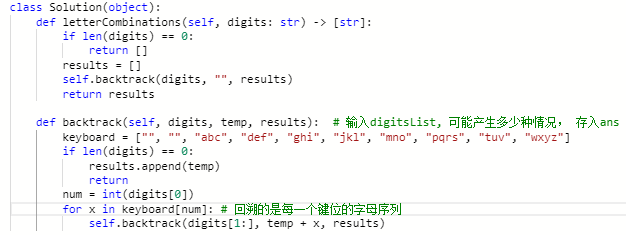 class Solution(object):
    def letterCombinations(self, digits: str) -> [str]:
        if len(digits) == 0:
            return []
        results = []
        self.backtrack(digits, "", results)
        return results
    def backtrack(self, digits, temp, results):  # 输入digitsList, 可能产生多少种情况， 存入ans
        keyboard = ["", "", "abc", "def", "ghi", "jkl", "mno", "pqrs", "tuv", "wxyz"]
        if len(digits) == 0:
            results.append(temp)
            return
        num = int(digits[0])
        for x in keyboard[num]: # 回溯的是每一个键位的字母序列
            self.backtrack(digits[1:], temp + x, results)